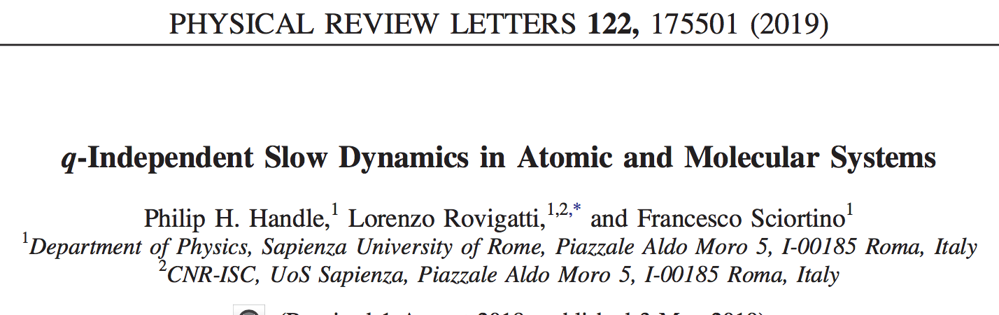 PHYSICAL REVIEW LETTERS 122, 175501 (2019)
q-Independent Slow Dynamics in Atomic and Molecular Systems
Philip H. Handle,1 Lorenzo Rovigatti,1,2,* and Francesco Sciortino1
1Department of Physics, Sapienza University of Rome, Piazzale Aldo Moro 5, I-00185 Roma, Italy
2CNR-ISC, UoS Sapienza, Piazzale Aldo Moro 5, I-00185 Roma, Italy